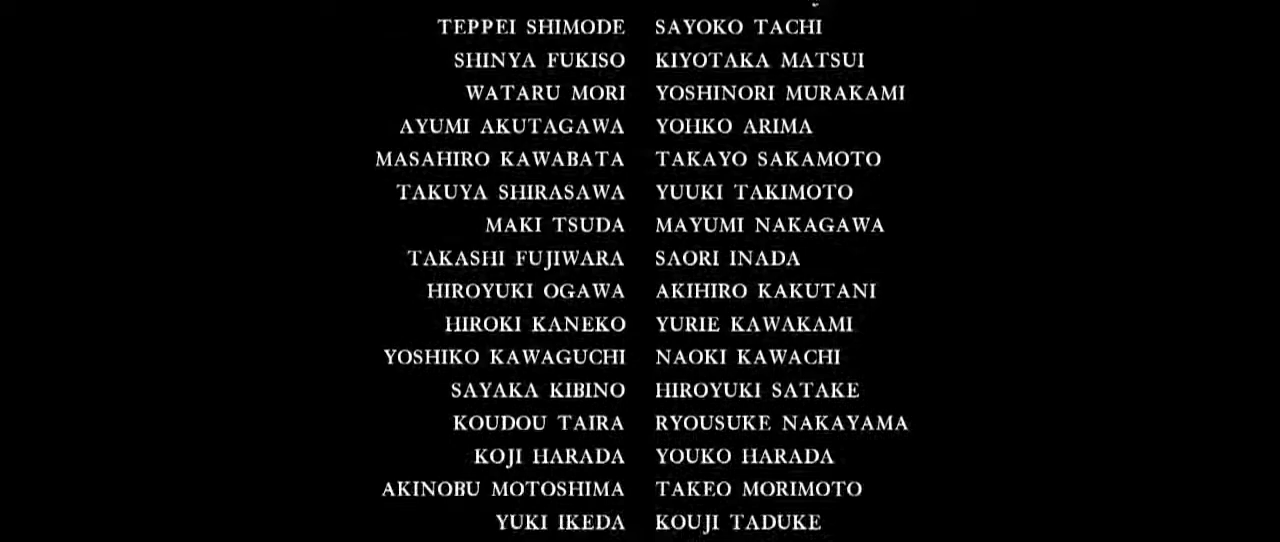 TEPPEI SHIMODE SAYOKO TACHI
SHINYA FUKISO KIYOTAKA MATSUI
WATARU MORI YOSHINORI MURAKAMI
AYUMI AKUTAGAWA YOHKO ARIMA
MASAHIRO KAWABATA TAKAYO SAKAMOTO
TAKUYA SHIRASAWA YUUKI TAKIMOTO
MAKI TSUDA MAYUMI NAKAGAWA
TAKASHI FUJIWARA SAORI INADA
HIROYUKI OGAWA AKIHIRO KAKUTANI
HIROKI KANEKO YURIE KAWAKAMI
YOSHIKO KAWAGUCHI NAOKI KAWACHI
SAYAKA KIBINO HIROYUKI SATAKE
KOUDOU TAIRA RYOUSUKE NAKAYAMA
KOJI HARADA YOUKO HARADA
AKINOBU MOTOSHIMA TAKEO MORIMOTO
YUKI IKEDA KOUJI TADUKE